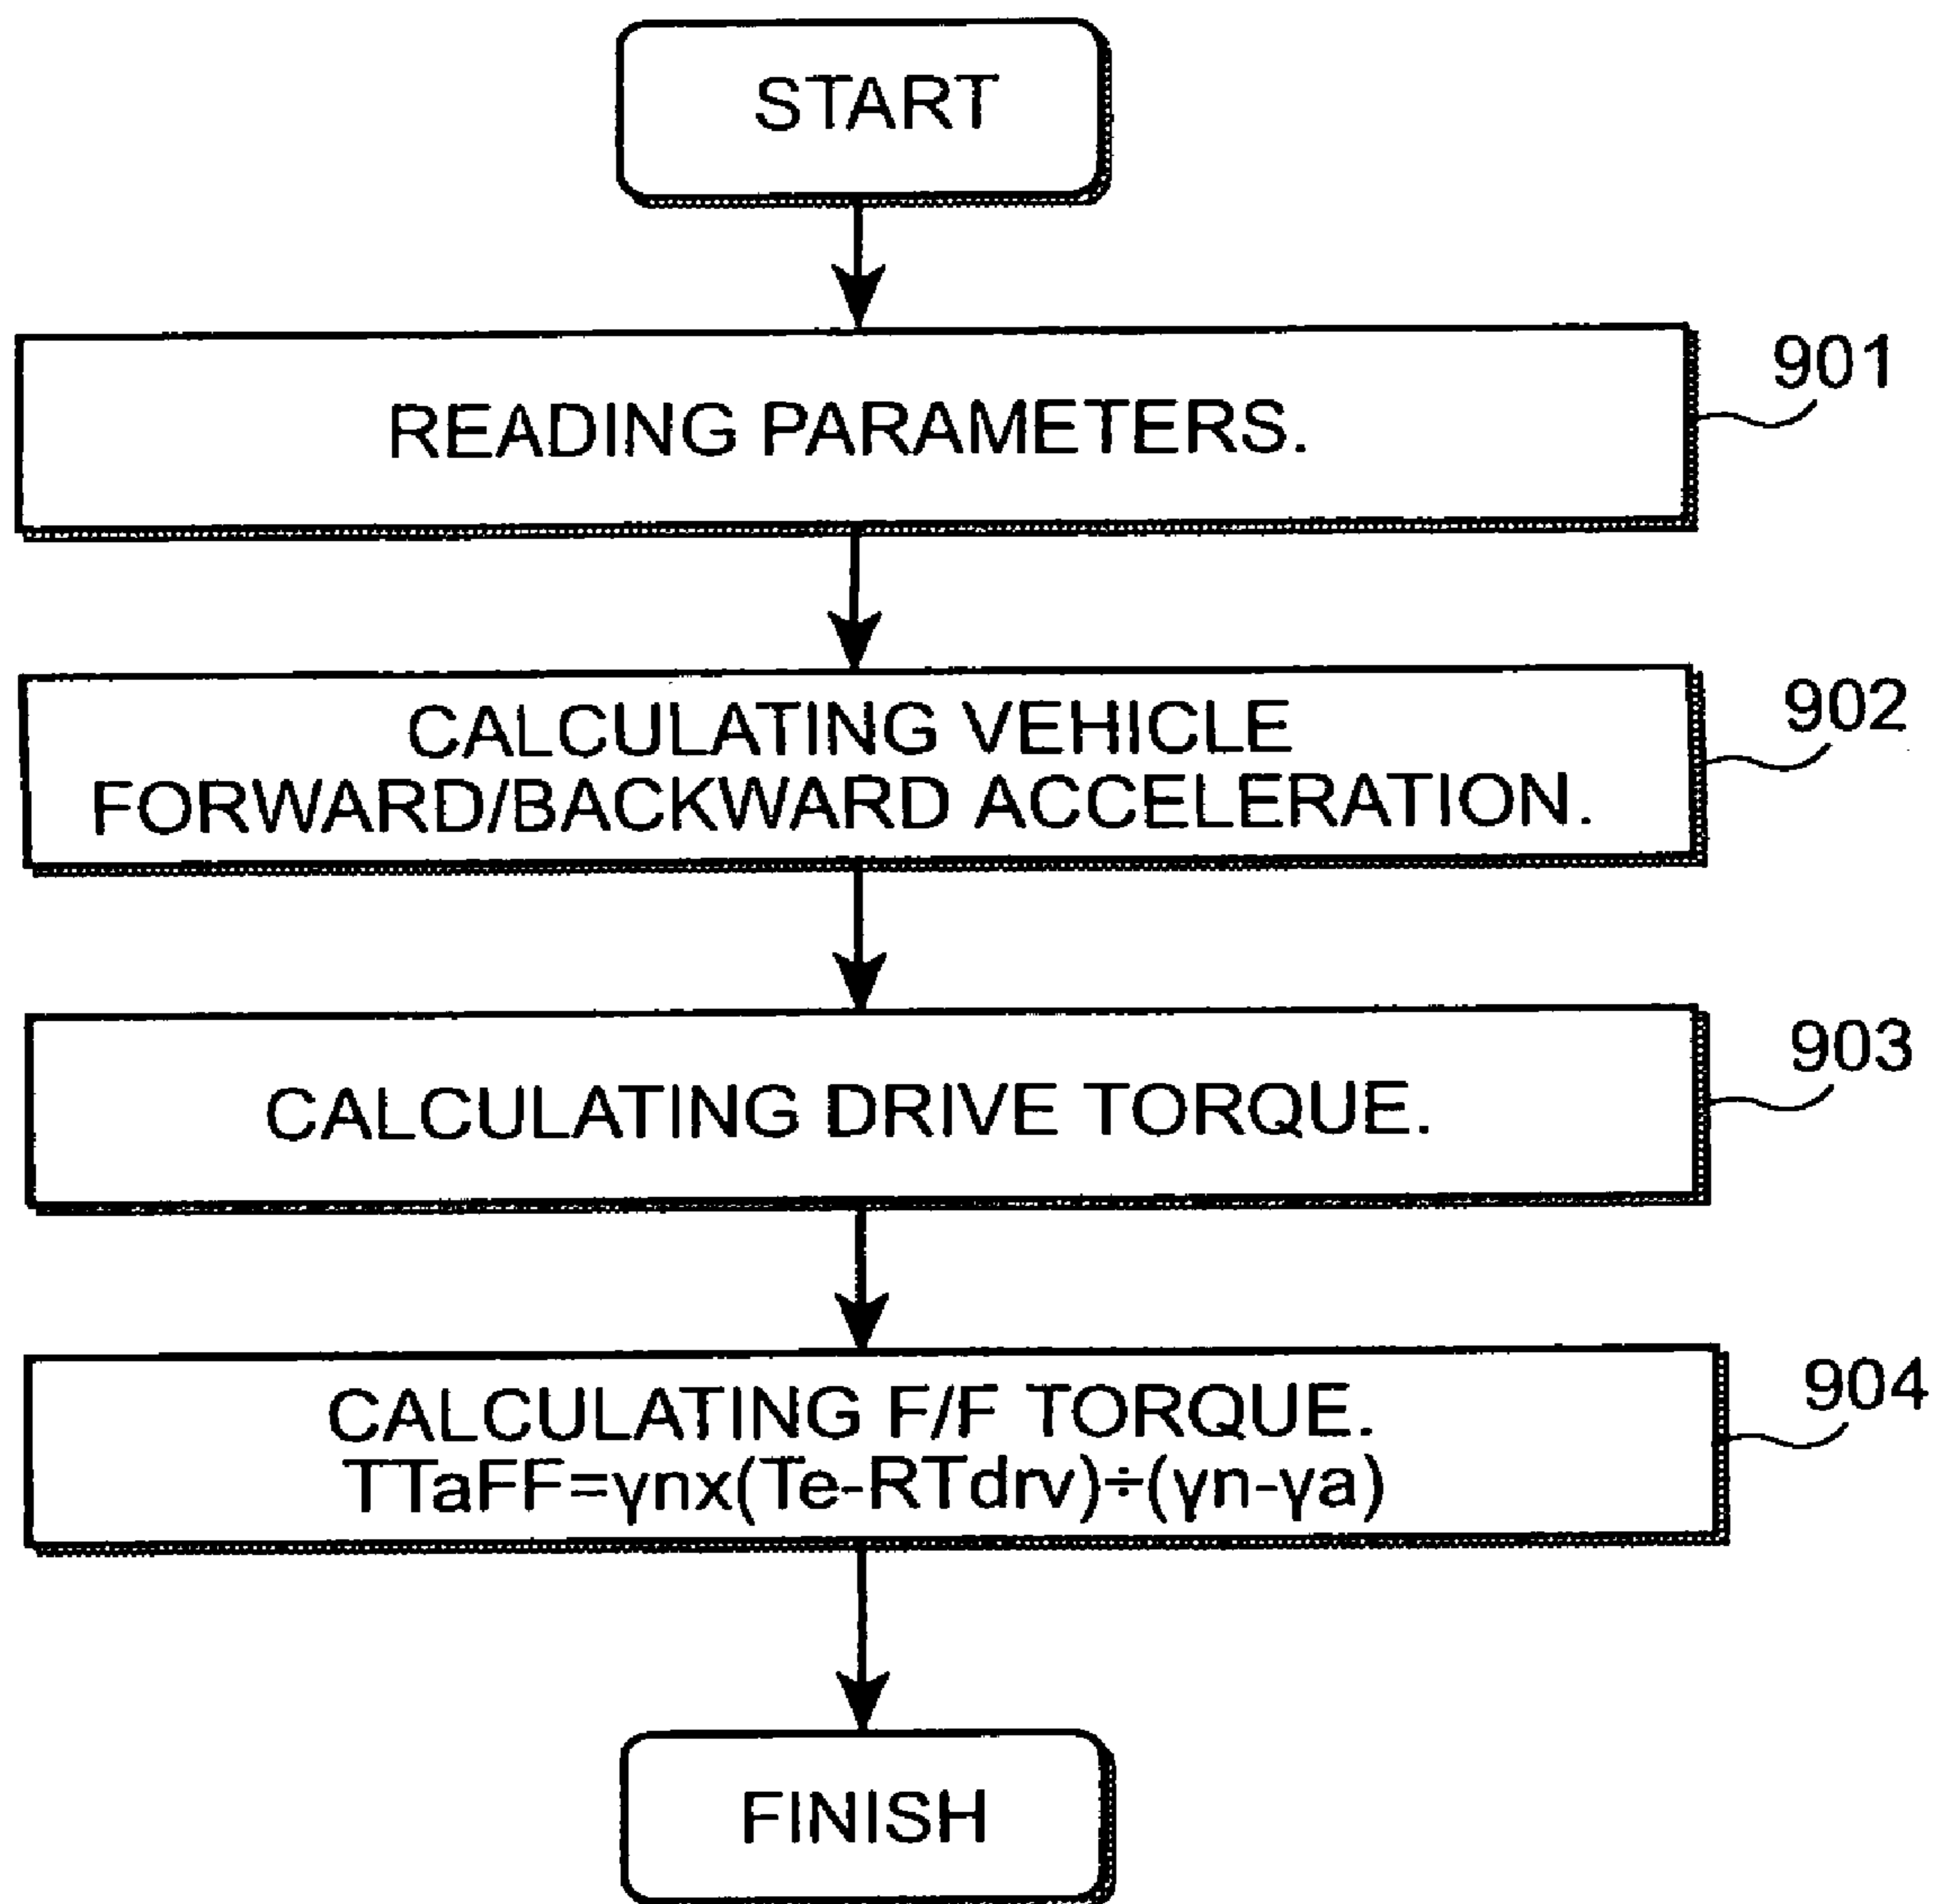 START
READING PARAMETERS.
901
CALCULATING VEHICLE
FORWARD/BACKWARD ACCELERATION.
902
CALCULATING DRIVE TORQUE.
903
CALCULATING F/F TORQUE.
TTaFF=γnx(Te-RTdrv)÷(γn-γa)
904
FINISH